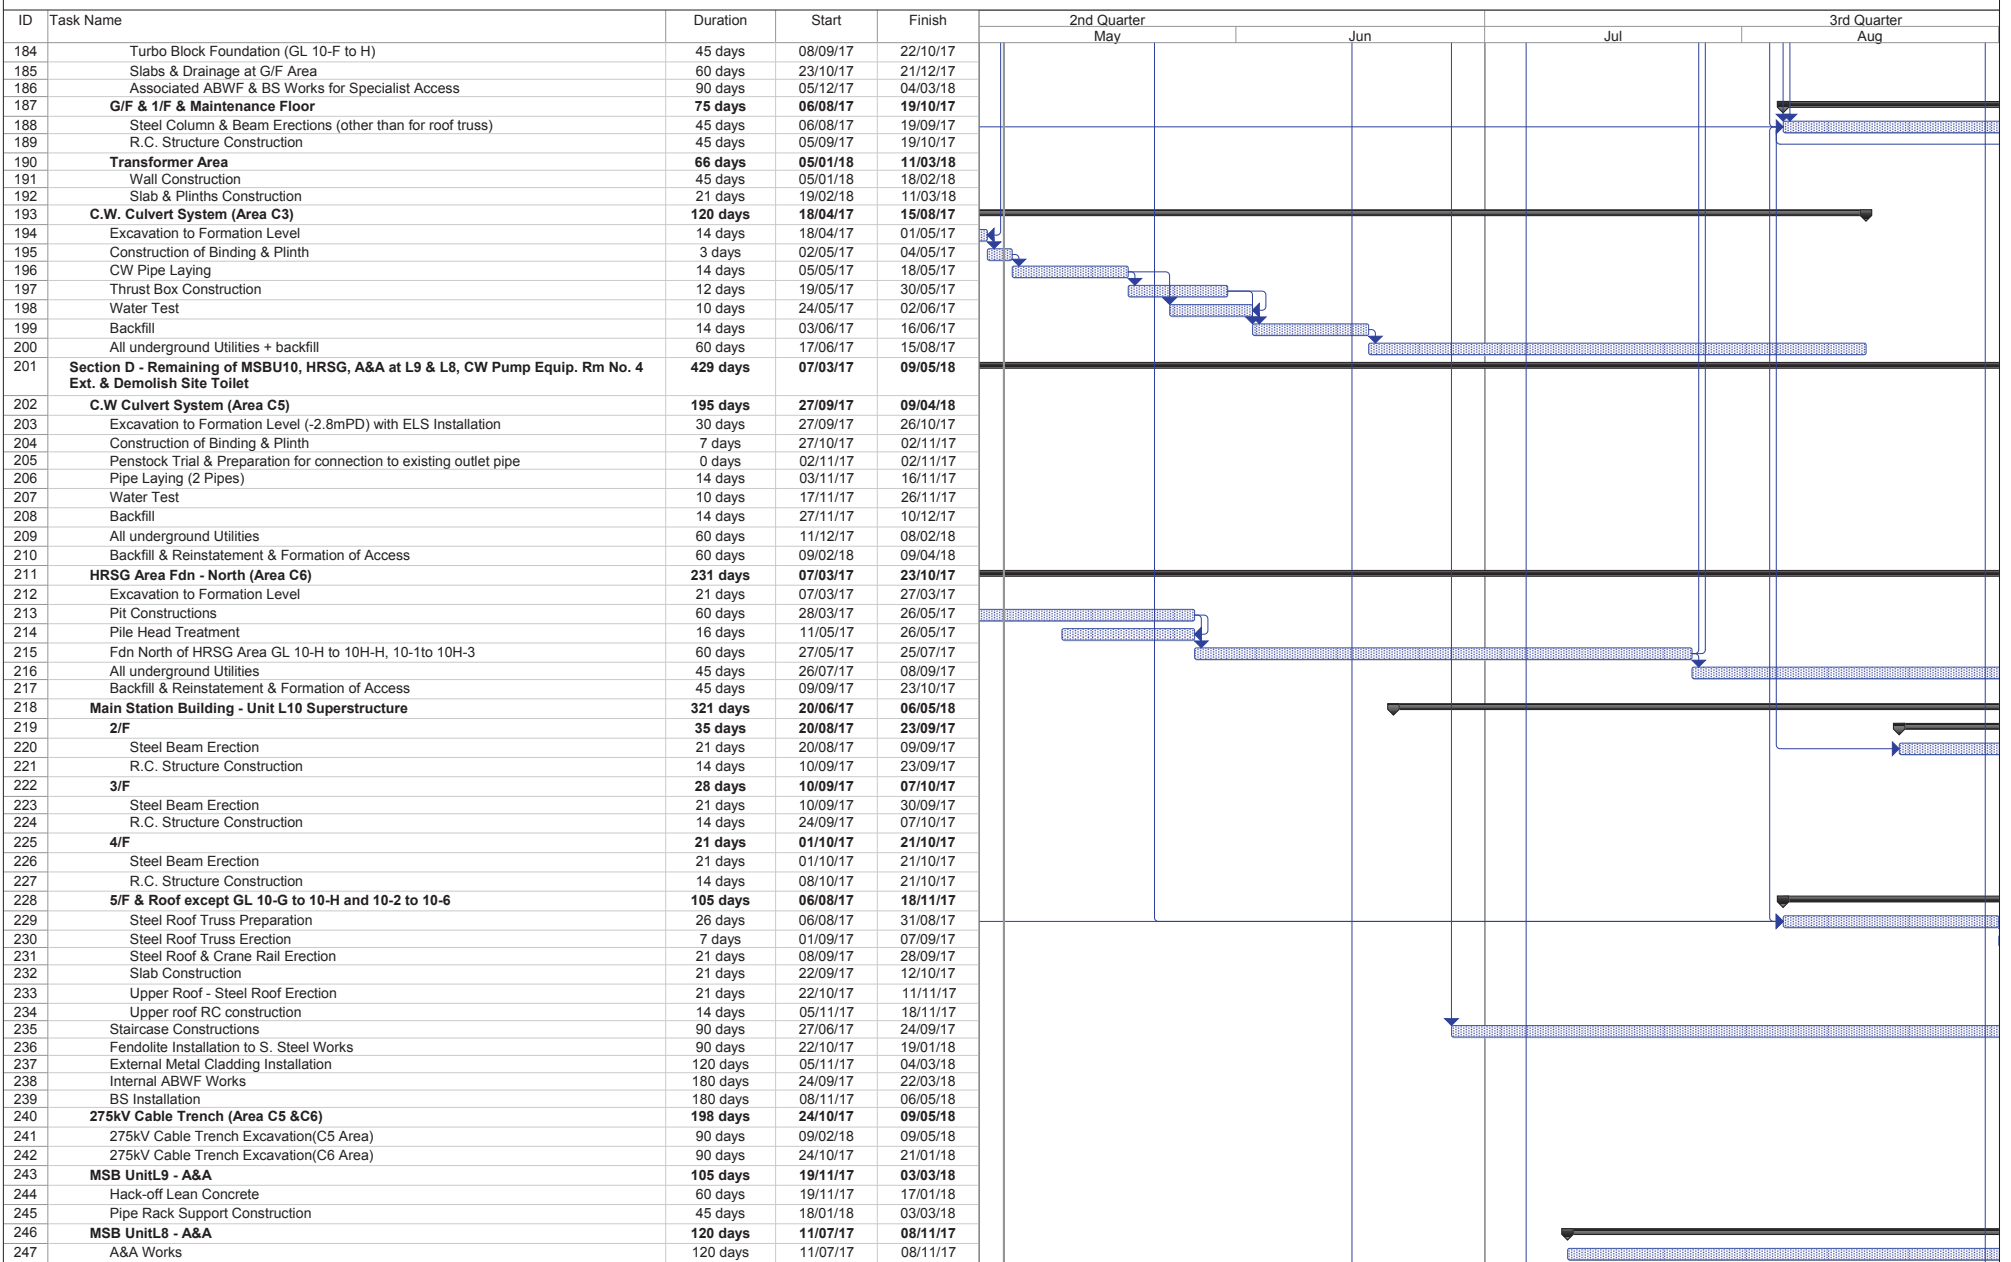 ID Task Name Duration Start Finish 2nd Quarter 3rd Quarter
May Jun Jul Aug
184 Turbo Block Foundation (GL 10-F to H) 45 days 08/09/17 22/10/17
185 Slabs & Drainage at G/F Area 60 days 23/10/17 21/12/17
186 Associated ABWF & BS Works for Specialist Access 90 days 05/12/17 04/03/18
187 G/F & 1/F & Maintenance Floor 75 days 06/08/17 19/10/17
188 Steel Column & Beam Erections (other than for roof truss) 45 days 06/08/17 19/09/17
189 R.C. Structure Construction 45 days 05/09/17 19/10/17
190 Transformer Area 66 days 05/01/18 11/03/18
191 Wall Construction 45 days 05/01/18 18/02/18
192 Slab & Plinths Construction 21 days 19/02/18 11/03/18
193 C.W. Culvert System (Area C3) 120 days 18/04/17 15/08/17
194 Excavation to Formation Level 14 days 18/04/17 01/05/17
195 Construction of Binding & Plinth 3 days 02/05/17 04/05/17
196 CW Pipe Laying 14 days 05/05/17 18/05/17
197 Thrust Box Construction 12 days 19/05/17 30/05/17
198 Water Test 10 days 24/05/17 02/06/17
199 Backfill 14 days 03/06/17 16/06/17
200 All underground Utilities + backfill 60 days 17/06/17 15/08/17
201 Section D - Remaining of MSBU10, HRSG, A&A at L9 & L8, CW Pump Equip. Rm No. 4 429 days 07/03/17 09/05/18
Ext. & Demolish Site Toilet
202 C.W Culvert System (Area C5) 195 days 27/09/17 09/04/18
203 Excavation to Formation Level (-2.8mPD) with ELS Installation 30 days 27/09/17 26/10/17
204 Construction of Binding & Plinth 7 days 27/10/17 02/11/17
205 Penstock Trial & Preparation for connection to existing outlet pipe 0 days 02/11/17 02/11/17
206 Pipe Laying (2 Pipes) 14 days 03/11/17 16/11/17
207 Water Test 10 days 17/11/17 26/11/17
208 Backfill 14 days 27/11/17 10/12/17
209 All underground Utilities 60 days 11/12/17 08/02/18
210 Backfill & Reinstatement & Formation of Access 60 days 09/02/18 09/04/18
211 HRSG Area Fdn - North (Area C6) 231 days 07/03/17 23/10/17
212 Excavation to Formation Level 21 days 07/03/17 27/03/17
213 Pit Constructions 60 days 28/03/17 26/05/17
214 Pile Head Treatment 16 days 11/05/17 26/05/17
215 Fdn North of HRSG Area GL 10-H to 10H-H, 10-1to 10H-3 60 days 27/05/17 25/07/17
216 All underground Utilities 45 days 26/07/17 08/09/17
217 Backfill & Reinstatement & Formation of Access 45 days 09/09/17 23/10/17
218 Main Station Building - Unit L10 Superstructure 321 days 20/06/17 06/05/18
219 2/F 35 days 20/08/17 23/09/17
220 Steel Beam Erection 21 days 20/08/17 09/09/17
221 R.C. Structure Construction 14 days 10/09/17 23/09/17
222 3/F 28 days 10/09/17 07/10/17
223 Steel Beam Erection 21 days 10/09/17 30/09/17
224 R.C. Structure Construction 14 days 24/09/17 07/10/17
225 4/F 21 days 01/10/17 21/10/17
226 Steel Beam Erection 21 days 01/10/17 21/10/17
227 R.C. Structure Construction 14 days 08/10/17 21/10/17
228 5/F & Roof except GL 10-G to 10-H and 10-2 to 10-6 105 days 06/08/17 18/11/17
229 Steel Roof Truss Preparation 26 days 06/08/17 31/08/17
230 Steel Roof Truss Erection 7 days 01/09/17 07/09/17
231 Steel Roof & Crane Rail Erection 21 days 08/09/17 28/09/17
232 Slab Construction 21 days 22/09/17 12/10/17
233 Upper Roof - Steel Roof Erection 21 days 22/10/17 11/11/17
234 Upper roof RC construction 14 days 05/11/17 18/11/17
235 Staircase Constructions 90 days 27/06/17 24/09/17
236 Fendolite Installation to S. Steel Works 90 days 22/10/17 19/01/18
237 External Metal Cladding Installation 120 days 05/11/17 04/03/18
238 Internal ABWF Works 180 days 24/09/17 22/03/18
239 BS Installation 180 days 08/11/17 06/05/18
240 275kV Cable Trench (Area C5 &C6) 198 days 24/10/17 09/05/18
241 275kV Cable Trench Excavation(C5 Area) 90 days 09/02/18 09/05/18
242 275kV Cable Trench Excavation(C6 Area) 90 days 24/10/17 21/01/18
243 MSB UnitL9 - A&A 105 days 19/11/17 03/03/18
244 Hack-off Lean Concrete 60 days 19/11/17 17/01/18
245 Pipe Rack Support Construction 45 days 18/01/18 03/03/18
246 MSB UnitL8 - A&A 120 days 11/07/17 08/11/17
247 A&A Works 120 days 11/07/17 08/11/17